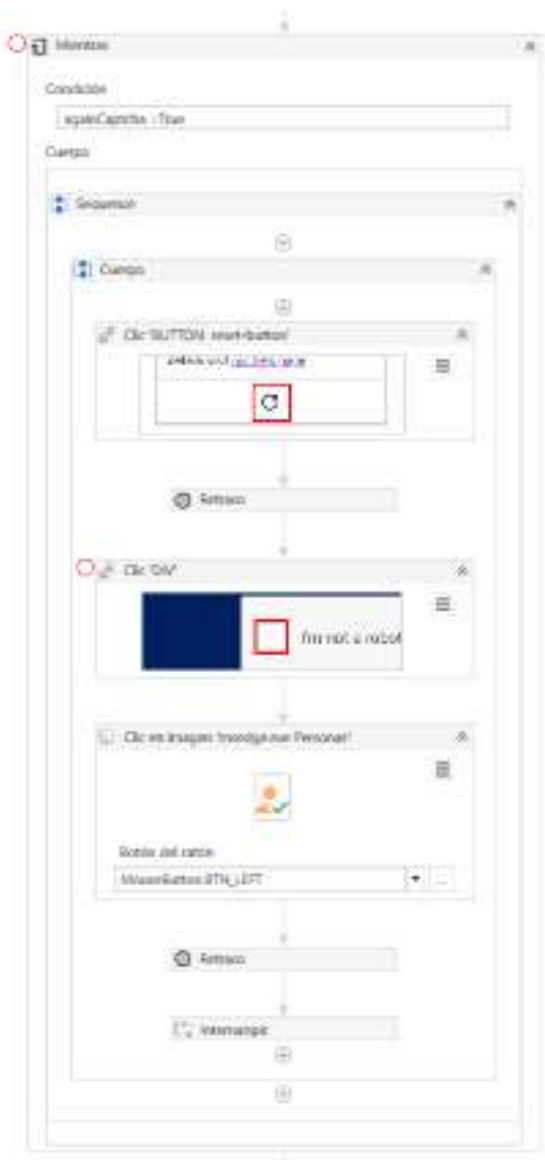 Mientras
Condición
Cuerpo
Sequence
Cuerpo
Clic 'BUTTON reset-button'
Retraso
Clic 'DIV'
I'm not a robot
Clic en imagen
Botón del ratón
MouseButton.BTN_LEFT
...
Retraso
Interrumpir